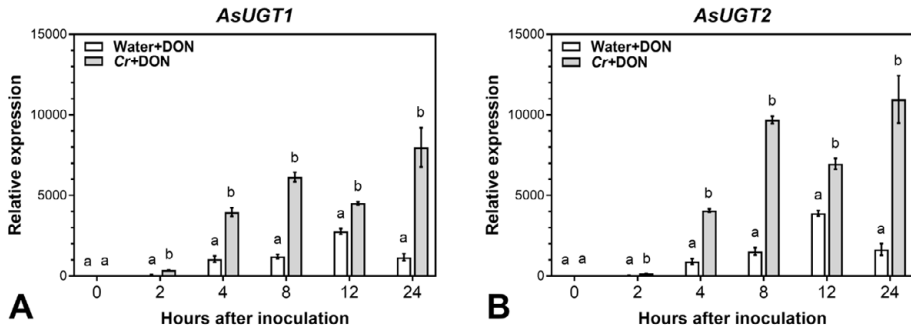 AsUGT1
15000
10000
5000
0
Relative expression
Water+DON
Cr+DON
a a
a b
a b
a b
a b
a b
0 2 4 8 12 24
Hours after inoculation
A
AsUGT2
15000
10000
5000
0
Relative expression
Water+DON
Cr+DON
a a
a b
a b
a b
a b
a b
0 2 4 8 12 24
Hours after inoculation
B